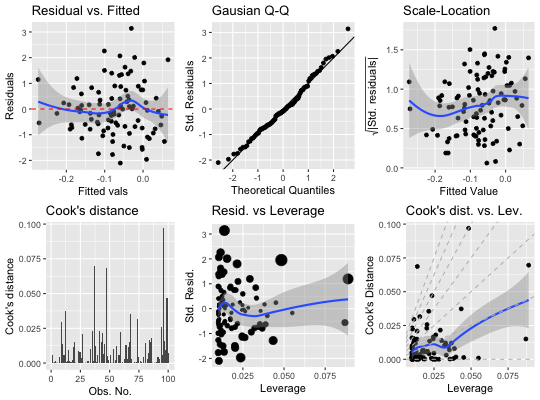 Residual vs. Fitted
Gaussian Q-Q
Scale-Location
Residuals
3
2
1
0
-1
-2
-0.2
-0.1
0.0
Fitted vals
Std. Residuals
3
2
1
0
-1
-2
-2
0
2
Theoretical Quantiles
√|Std. residuals|
1.5
1.0
0.5
0.0
-0.2
-0.1
0.0
Fitted Value
Cook's distance
Resid. vs Leverage
Cook's dist. vs. Lev.
Cook's distance
0.100
0.075
0.050
0.025
0.000
0
25
50
75
100
Obs. No.
Std. Resid.
3
2
1
0
-1
-2
0.025
0.050
0.075
Leverage
Cook's Distance
0.100
0.075
0.050
0.025
0.000
0.025
0.050
0.075
Leverage